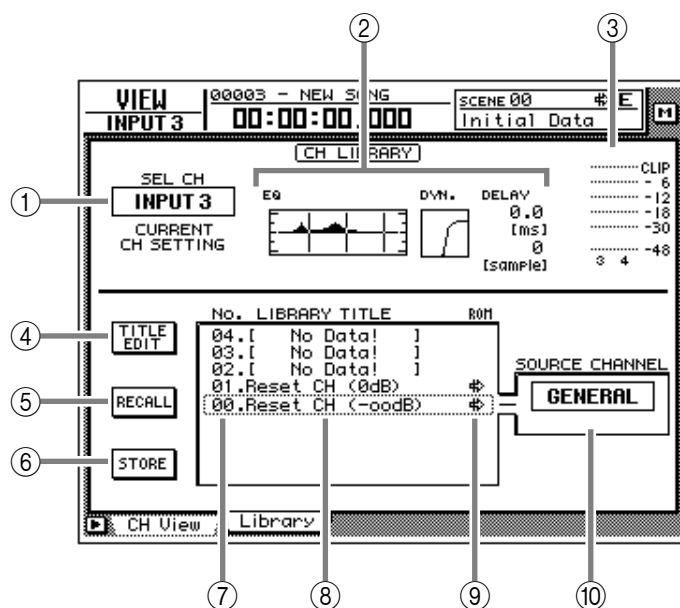 ② ③
VIEW
INPUT 3
00003 - NEW SONG
00:00:00.000
SCENE 00 E
Initial Data
M
CH LIBRARY
① SEL CH
INPUT 3
CURRENT
CH SETTING
EQ
DYN.
DELAY
0.0
[ms]
0
[sample]
CLIP
- 6
-12
-18
-30
-48
3 4
No. LIBRARY TITLE ROM
④ TITLE
EDIT
04.[ No Data! ]
03.[ No Data! ]
02.[ No Data! ]
01.Reset CH (0dB)
00.Reset CH (-oodB)
⑤ RECALL
⑥ STORE
SOURCE CHANNEL
GENERAL
CH View
Library
⑦ ⑧ ⑨ ⑩